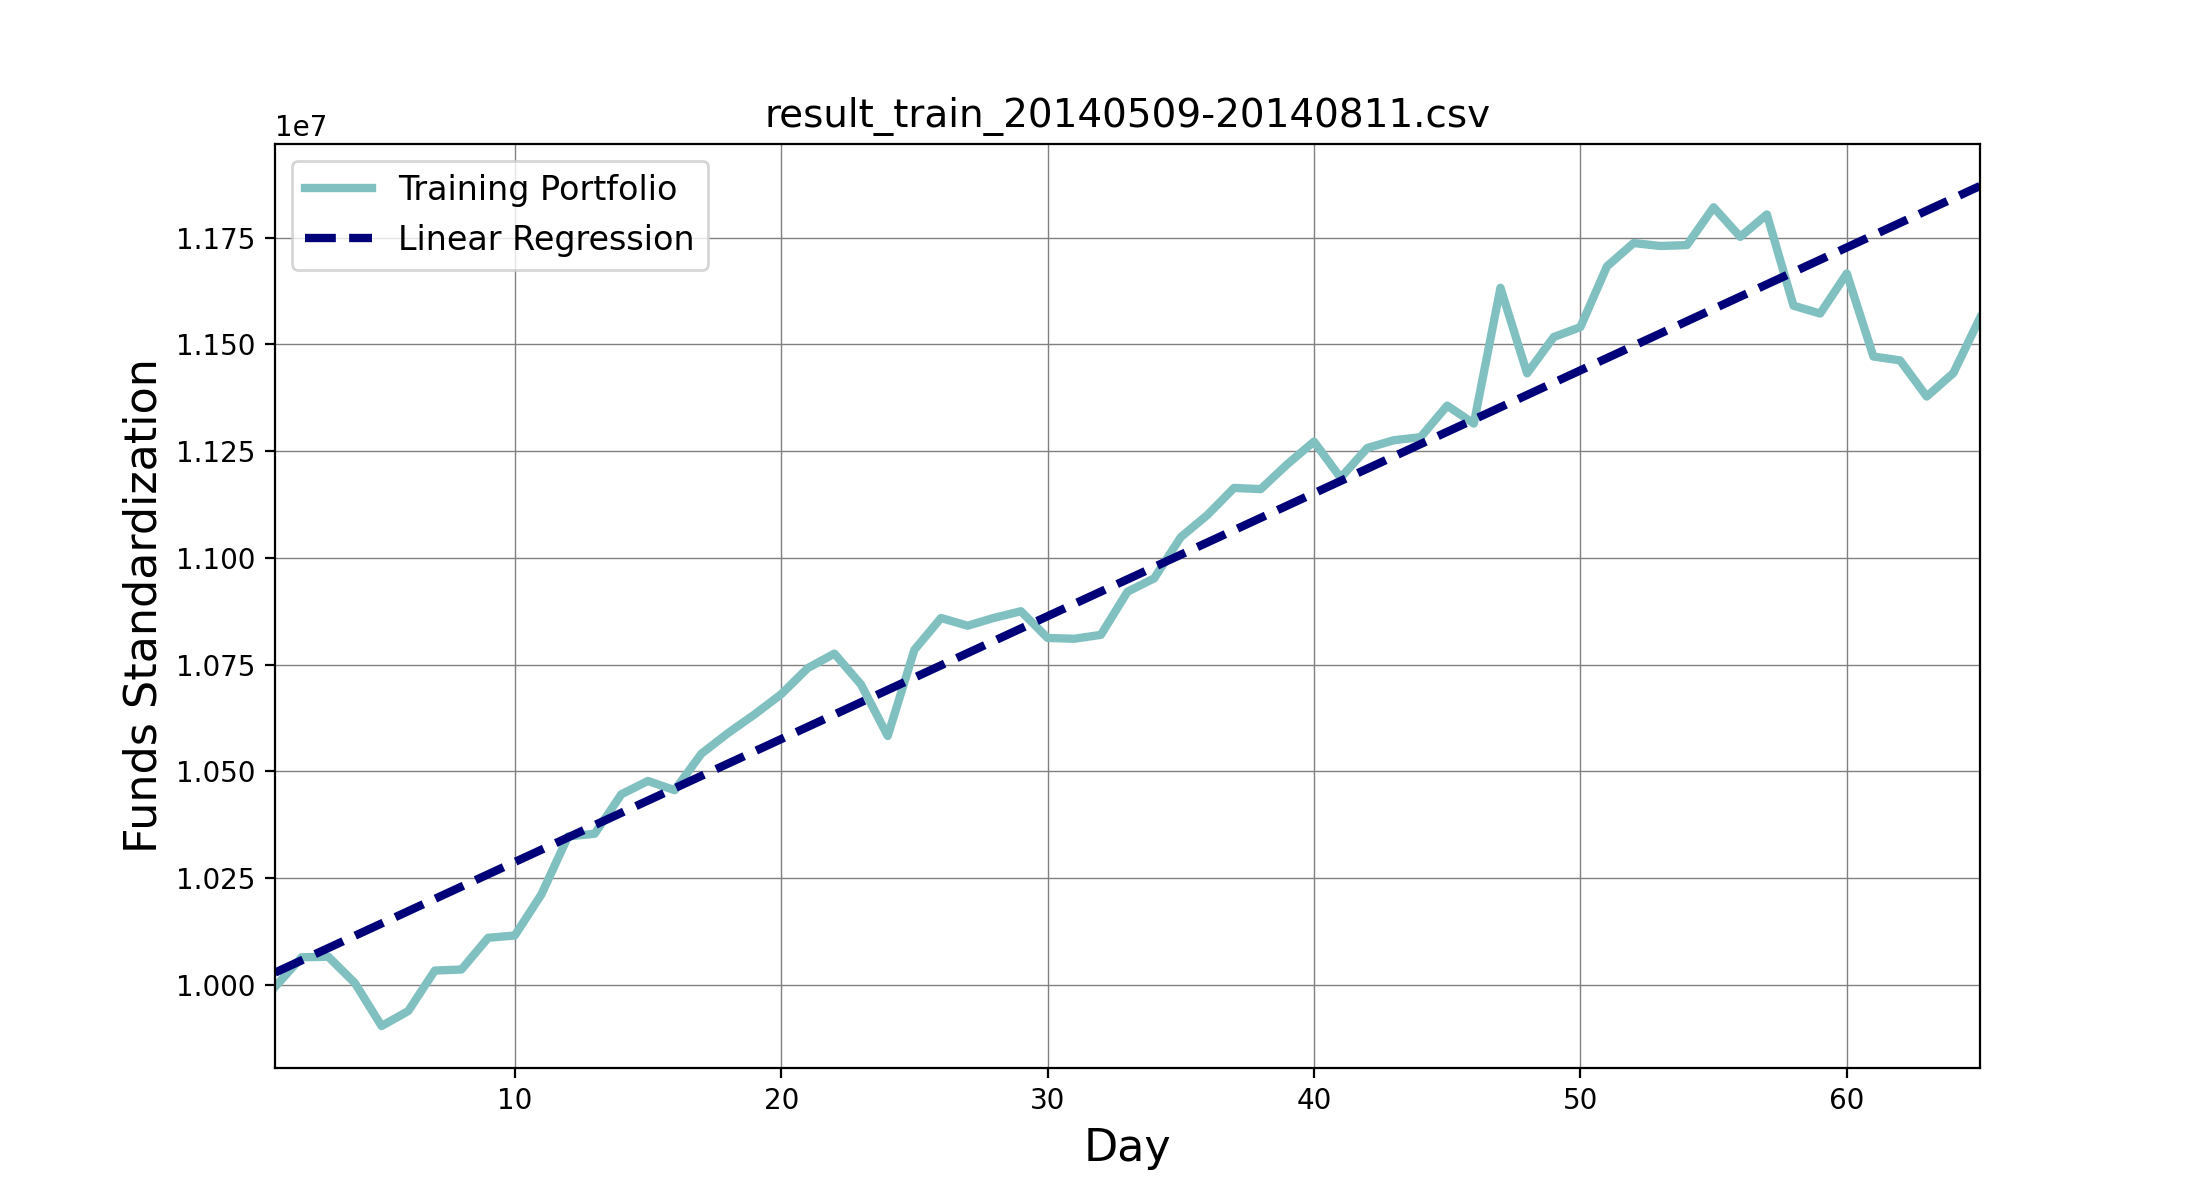 result_train_20140509-20140811.csv
1e7
Training Portfolio
Linear Regression
Funds Standardization
1.175
1.150
1.125
1.100
1.075
1.050
1.025
1.000
10 20 30 40 50 60
Day